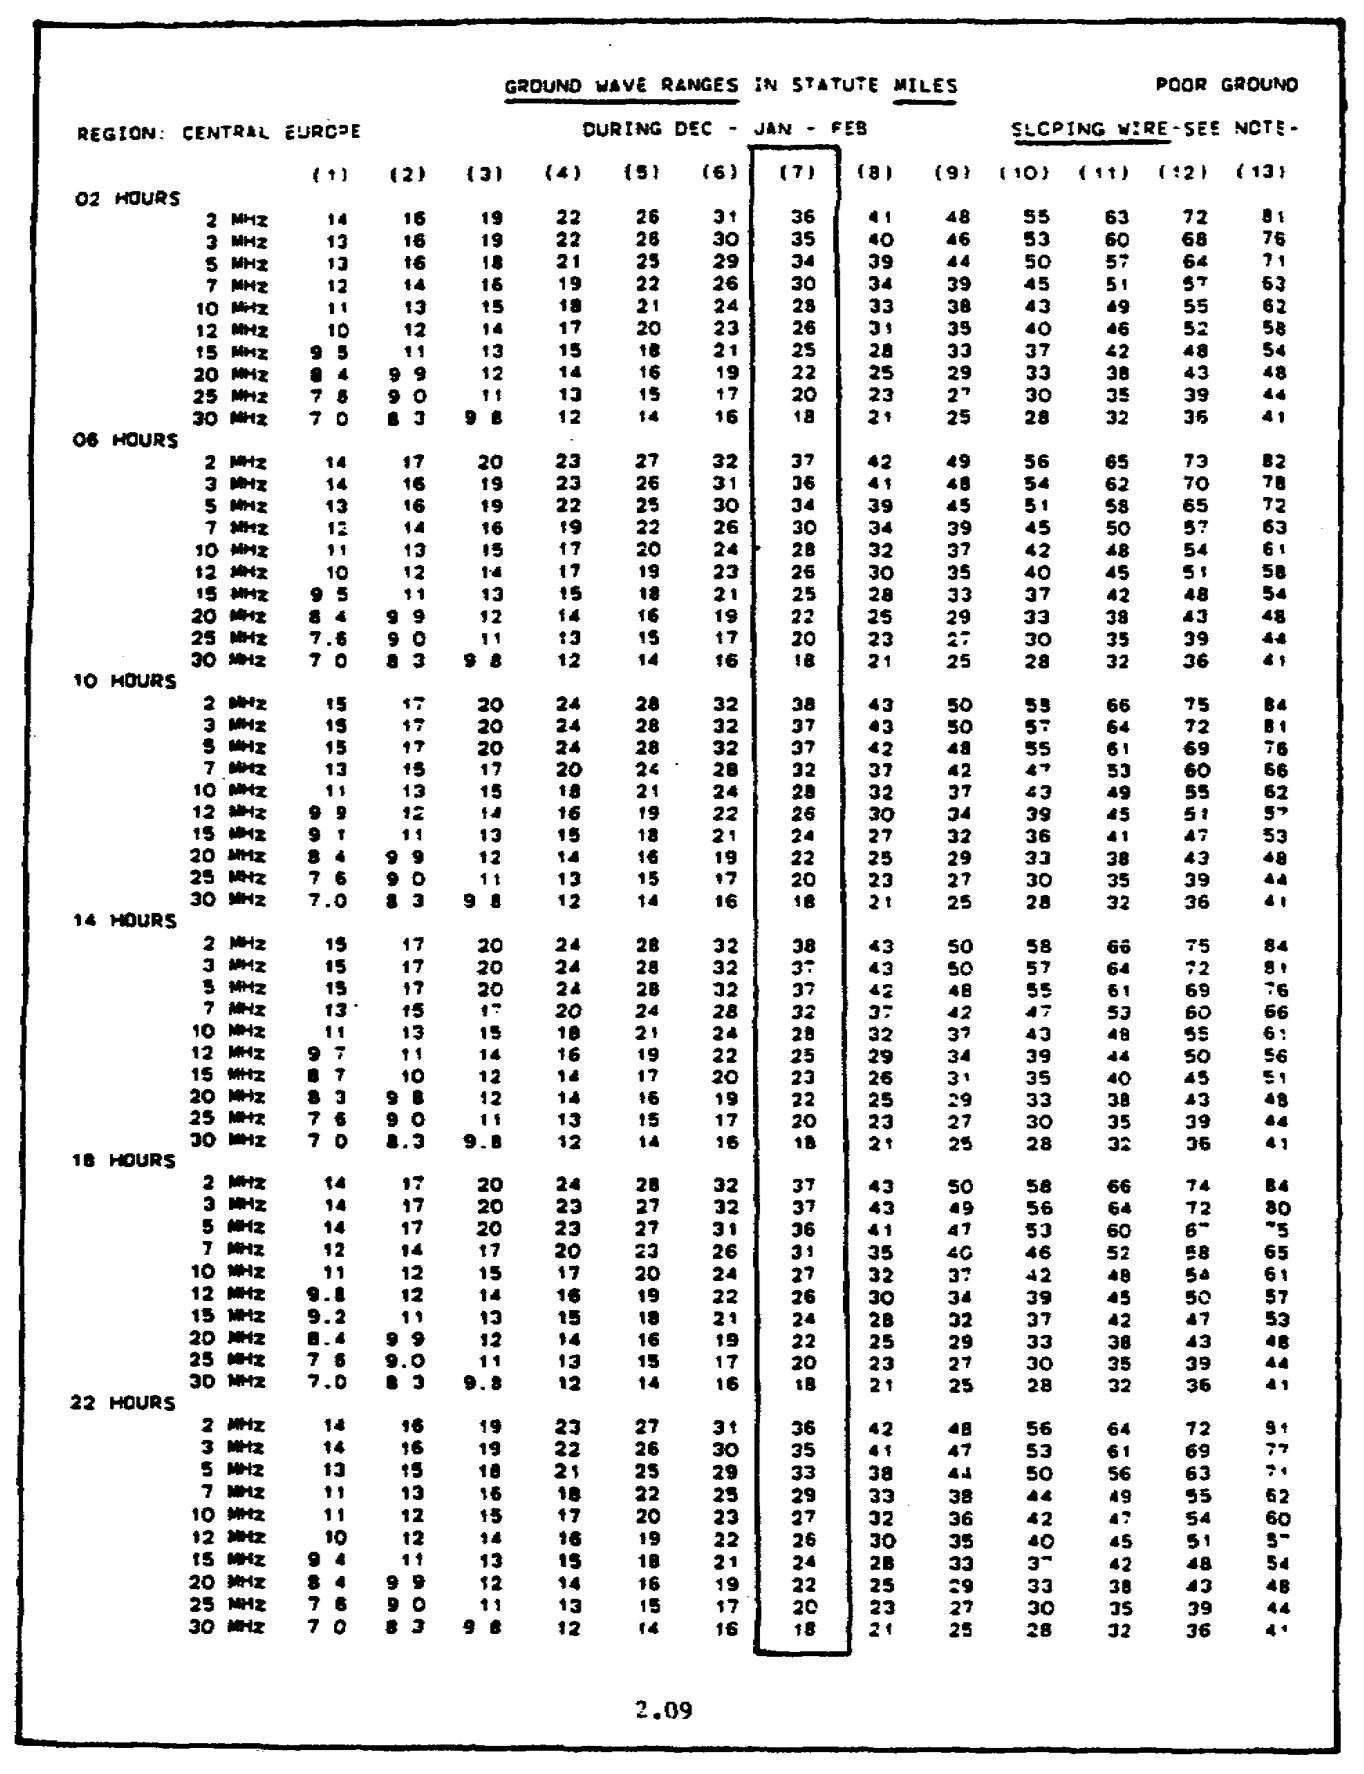 GROUND WAVE RANGES IN STATUTE MILES POOR GROUND
REGION: CENTRAL EUROPE DURING DEC - JAN - FEB SLOPING WIRE-SEE NOTE-
(1) (2) (3) (4) (5) (6) (7) (8) (9) (10) (11) (12) (13)
02 HOURS
2 MHz 14 16 19 22 26 31 36 41 48 55 63 72 81
3 MHz 13 16 19 22 26 30 35 40 46 53 60 68 76
5 MHz 13 16 18 21 25 29 34 39 44 50 57 64 71
7 MHz 12 14 16 19 22 26 30 34 39 45 51 57 63
10 MHz 11 13 15 18 21 24 28 33 38 43 49 55 62
12 MHz 10 12 14 17 20 23 26 31 35 40 46 52 58
15 MHz 9 5 11 13 15 18 21 25 28 33 37 42 48 54
20 MHz 8 4 9 9 12 14 16 19 22 25 29 33 38 43 48
25 MHz 7 6 9 0 11 13 15 17 20 23 27 30 35 39 44
30 MHz 7 0 8 3 9 8 12 14 16 18 21 25 28 32 36 41
06 HOURS
2 MHz 14 17 20 23 27 32 37 42 49 56 65 73 82
3 MHz 14 16 19 23 26 31 36 41 48 54 62 70 78
5 MHz 13 16 19 22 25 30 34 39 45 51 58 65 72
7 MHz 12 14 16 19 22 26 30 34 39 45 50 57 63
10 MHz 11 13 15 17 20 24 28 32 37 42 48 54 61
12 MHz 10 12 14 17 19 23 26 30 35 40 45 51 58
15 MHz 9 5 11 13 15 18 21 25 28 33 37 42 48 54
20 MHz 8 4 9 9 12 14 16 19 22 25 29 33 38 43 48
25 MHz 7.6 9 0 11 13 15 17 20 23 27 30 35 39 44
30 MHz 7 0 8 3 9 8 12 14 16 18 21 25 28 32 36 41
10 HOURS
2 MHz 15 17 20 24 28 32 38 43 50 58 66 75 84
3 MHz 15 17 20 24 28 32 37 43 50 57 64 72 81
5 MHz 15 17 20 24 28 32 37 42 48 55 61 69 76
7 MHz 13 15 17 20 24 28 32 37 42 47 53 60 66
10 MHz 11 13 15 18 21 24 28 32 37 43 49 55 62
12 MHz 9 9 12 14 16 19 22 26 30 34 39 45 51 57
15 MHz 9 1 11 13 15 18 21 24 27 32 36 41 47 53
20 MHz 8 4 9 9 12 14 16 19 22 25 29 33 38 43 48
25 MHz 7 6 9 0 11 13 15 17 20 23 27 30 35 39 44
30 MHz 7.0 8 3 9 8 12 14 16 18 21 25 28 32 36 41
14 HOURS
2 MHz 15 17 20 24 28 32 38 43 50 58 66 75 84
3 MHz 15 17 20 24 28 32 37 43 50 57 64 72 81
5 MHz 15 17 20 24 28 32 37 42 48 55 61 69 76
7 MHz 13 15 17 20 24 28 32 37 42 47 53 60 66
10 MHz 11 13 15 18 21 24 28 32 37 43 48 55 61
12 MHz 9 7 11 14 16 19 22 25 29 34 39 44 50 56
15 MHz 8 7 10 12 14 17 20 23 26 31 35 40 45 51
20 MHz 8 3 9 8 12 14 16 19 22 25 29 33 38 43 48
25 MHz 7 6 9 0 11 13 15 17 20 23 27 30 35 39 44
30 MHz 7 0 8.3 9.8 12 14 16 18 21 25 28 32 36 41
18 HOURS
2 MHz 14 17 20 24 28 32 37 43 50 58 66 74 84
3 MHz 14 17 20 23 27 32 37 43 49 56 64 72 80
5 MHz 14 17 20 23 27 31 36 41 47 53 60 67 75
7 MHz 12 14 17 20 23 26 31 35 40 46 52 58 65
10 MHz 11 12 15 17 20 24 27 32 37 42 48 54 61
12 MHz 9.8 12 14 16 19 22 26 30 34 39 45 50 57
15 MHz 9.2 11 13 15 18 21 24 28 32 37 42 47 53
20 MHz 8.4 9 9 12 14 16 19 22 25 29 33 38 43 48
25 MHz 7 6 9.0 11 13 15 17 20 23 27 30 35 39 44
30 MHz 7.0 8 3 9.8 12 14 16 18 21 25 28 32 36 41
22 HOURS
2 MHz 14 16 19 23 27 31 36 42 48 56 64 72 81
3 MHz 14 16 19 22 26 30 35 41 47 53 61 69 77
5 MHz 13 15 18 21 25 29 33 38 44 50 56 63 71
7 MHz 11 13 16 18 22 25 29 33 38 44 49 55 62
10 MHz 11 12 15 17 20 23 27 32 36 42 47 54 60
12 MHz 10 12 14 16 19 22 26 30 35 40 45 51 57
15 MHz 9 4 11 13 15 18 21 24 28 33 37 42 48 54
20 MHz 8 4 9 9 12 14 16 19 22 25 29 33 38 43 48
25 MHz 7 6 9 0 11 13 15 17 20 23 27 30 35 39 44
30 MHz 7 0 8 3 9 8 12 14 16 18 21 25 28 32 36 41
2.09